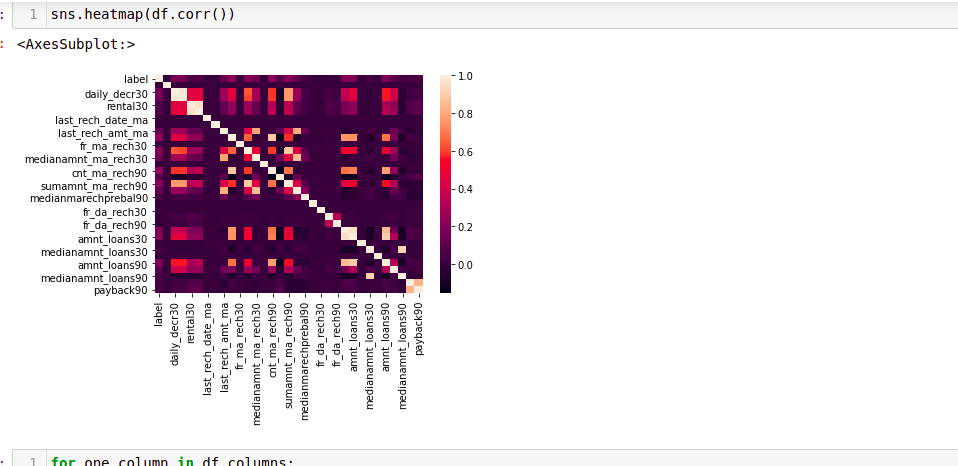 : 1 sns.heatmap(df.corr())
: <AxesSubplot:>
label
daily_decr30
rental30
last_rech_date_ma
last_rech_amt_ma
fr_ma_rech30
medianamnt_ma_rech30
cnt_ma_rech90
sumamnt_ma_rech90
medianmarechprebal90
fr_da_rech30
fr_da_rech90
amnt_loans30
medianamnt_loans30
amnt_loans90
medianamnt_loans90
payback90
1.0
0.8
0.6
0.4
0.2
0.0
label
daily_decr30
rental30
last_rech_date_ma
last_rech_amt_ma
fr_ma_rech30
medianamnt_ma_rech30
cnt_ma_rech90
sumamnt_ma_rech90
medianmarechprebal90
fr_da_rech30
fr_da_rech90
amnt_loans30
medianamnt_loans30
amnt_loans90
medianamnt_loans90
payback90
: 1 for one_column in df.columns: